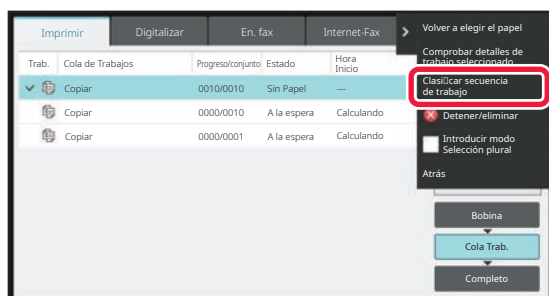 Imprimir
Digitalizar
En. fax
Internet-Fax
Trab.
Cola de Trabajos
Progreso/conjunto
Estado
Hora
Inicio
Copiar
0010/0010
Sin Papel
---
Copiar
0000/0010
A la espera
Calculando
Copiar
0000/0001
A la espera
Calculando
Volver a elegir el papel
Comprobar detalles de
trabajo seleccionado
Clasi▯car secuencia
de trabajo
Detener/eliminar
Introducir modo
Selección plural
Atrás
Bobina
Cola Trab.
Completo